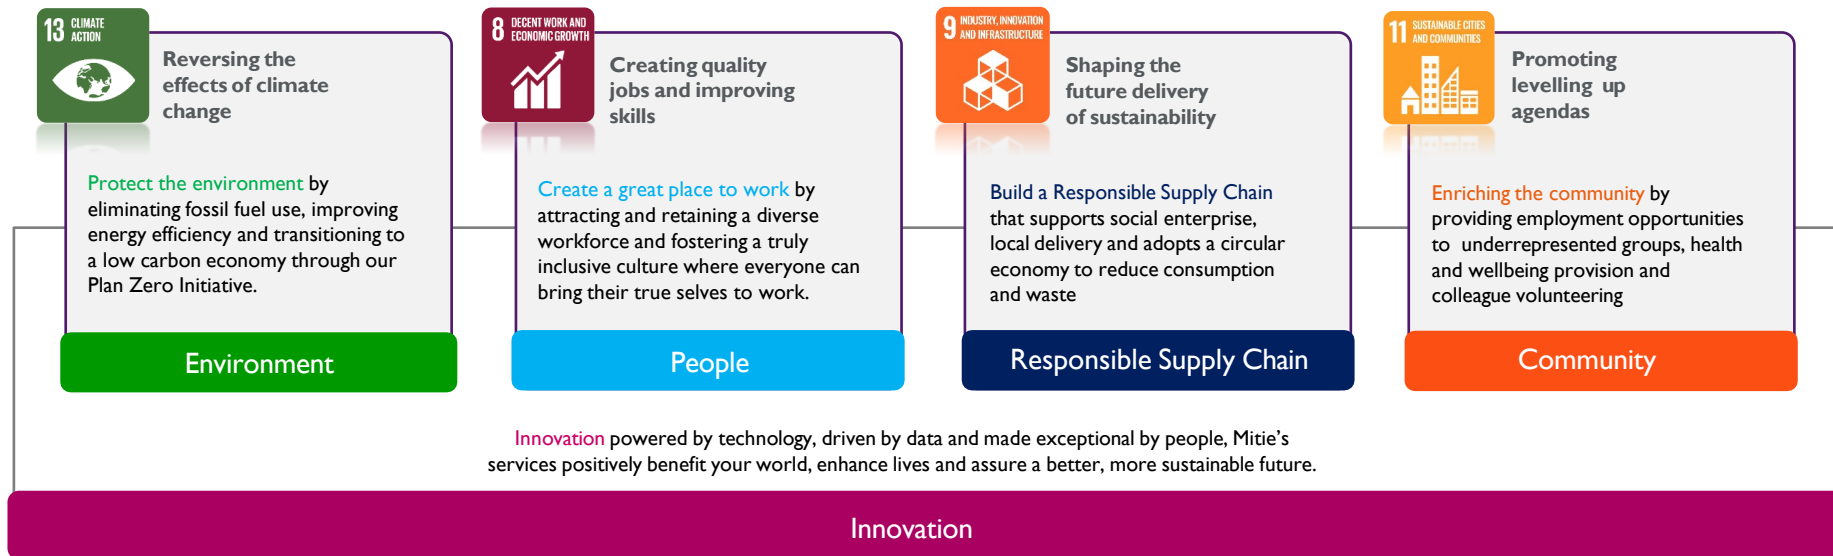 13 CLIMATE
ACTION
Reversing the
effects of climate
change
Protect the environment by
eliminating fossil fuel use, improving
energy efficiency and transitioning to
a low carbon economy through our
Plan Zero Initiative.
Environment
8 DECENT WORK AND
ECONOMIC GROWTH
Creating quality
jobs and improving
skills
Create a great place to work by
attracting and retaining a diverse
workforce and fostering a truly
inclusive culture where everyone can
bring their true selves to work.
People
9 INDUSTRY, INNOVATION
AND INFRASTRUCTURE
Shaping the
future delivery
of sustainability
Build a Responsible Supply Chain
that supports social enterprise,
local delivery and adopts a circular
economy to reduce consumption
and waste
Responsible Supply Chain
11 SUSTAINABLE CITIES
AND COMMUNITIES
Promoting
levelling up
agendas
Enriching the community by
providing employment opportunities
to underrepresented groups, health
and wellbeing provision and
colleague volunteering
Community
Innovation powered by technology, driven by data and made exceptional by people, Mitie's
services positively benefit your world, enhance lives and assure a better, more sustainable future.
Innovation